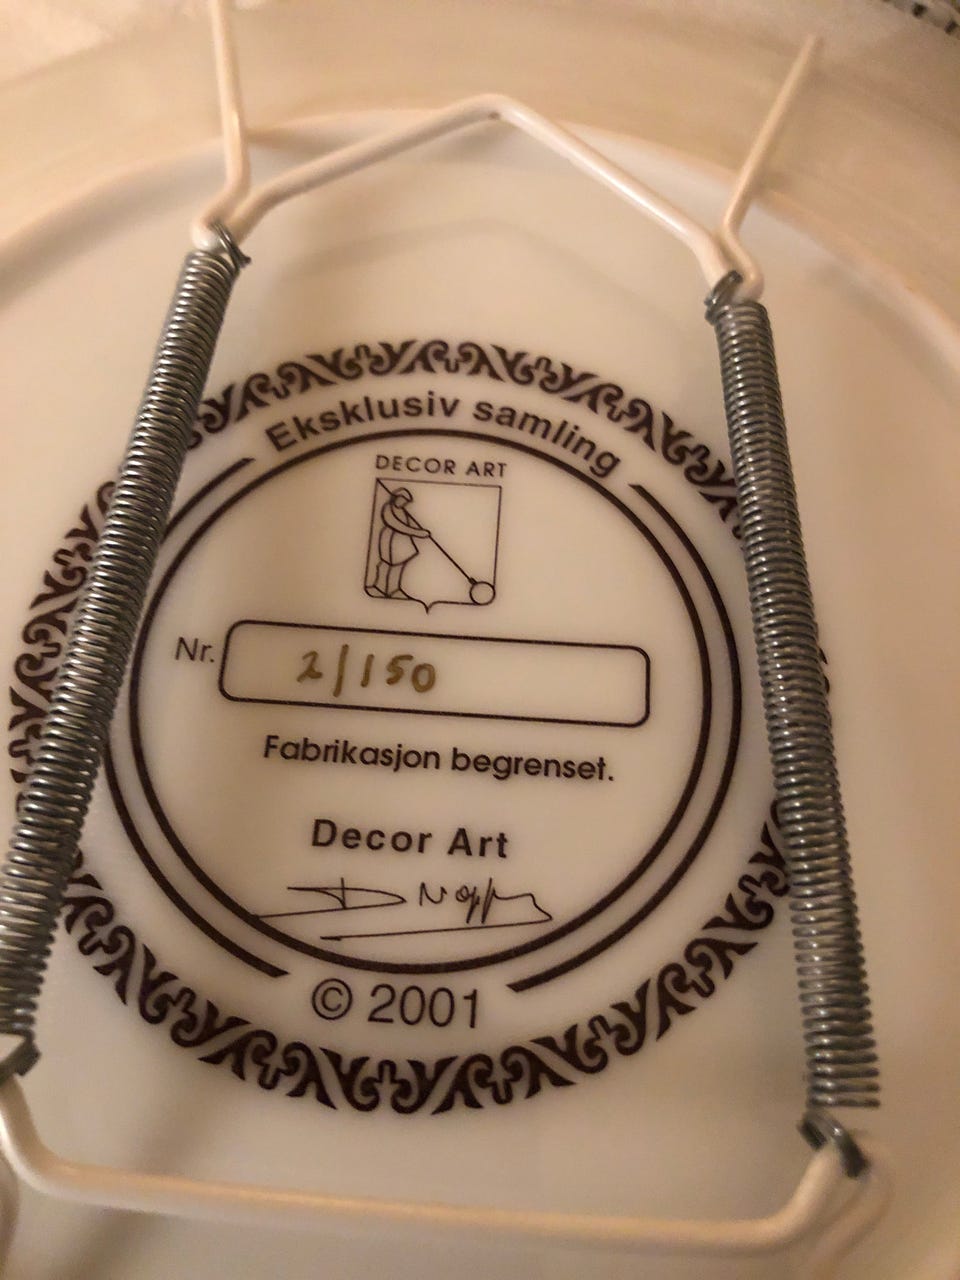 Eksklusiv samling
DECOR ART
Nr. 2/150
Fabrikasjon begrenset.
Decor Art
© 2001